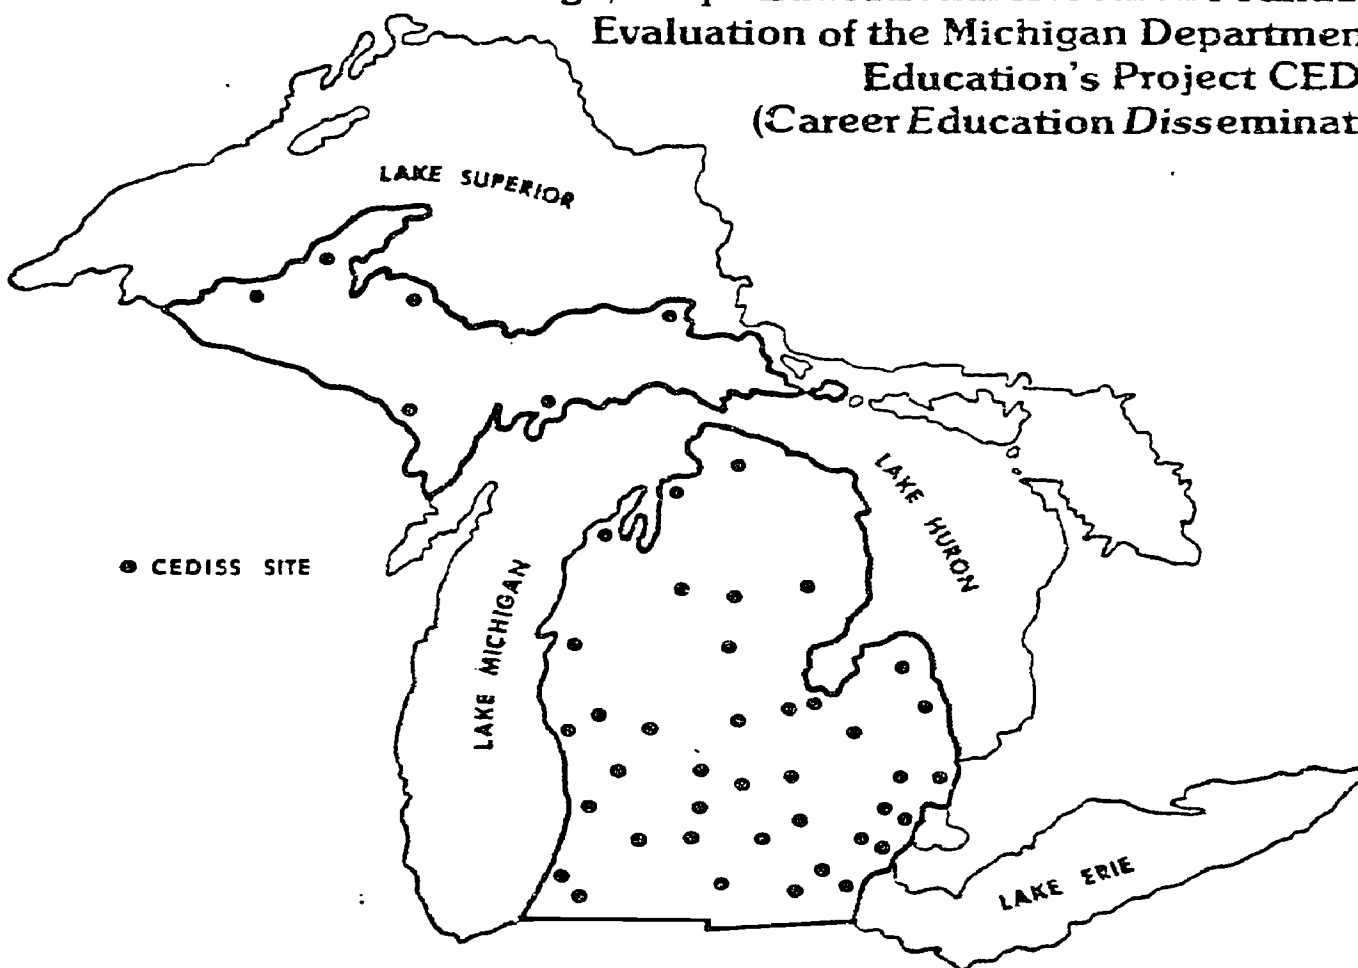 Evaluation of the Michigan Departmen
Education's Project CED
(Career Education Disseminat
LAKE SUPERIOR
LAKE HURON
CEDISS SITE
LAKE MICHIGAN
LAKE ERIE